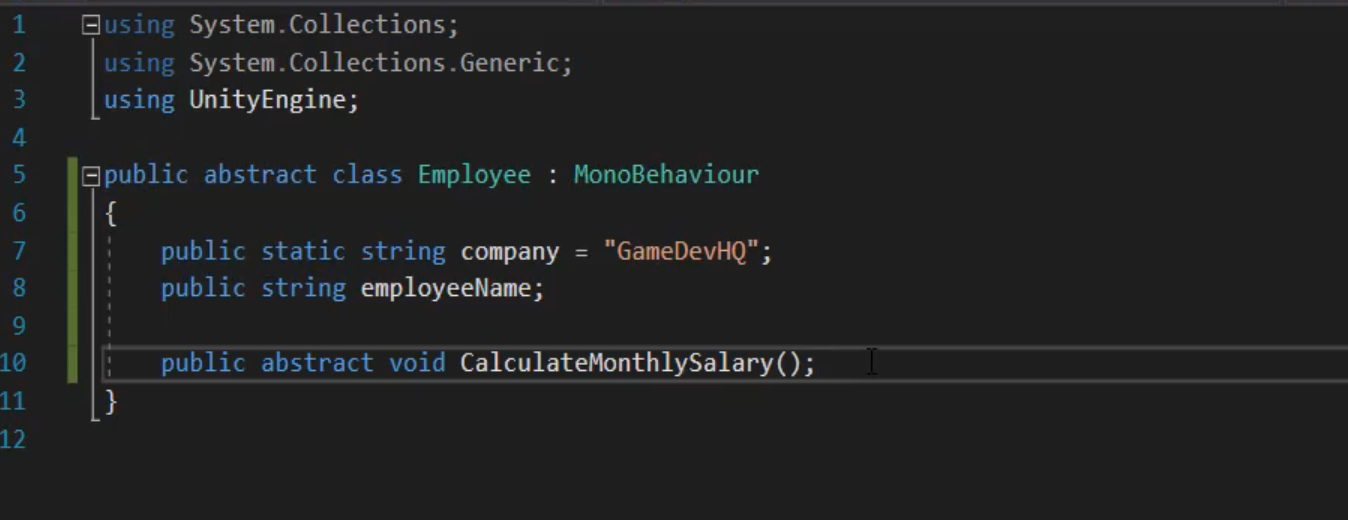 1 using System.Collections;
2 using System.Collections.Generic;
3 using UnityEngine;
4
5 public abstract class Employee : MonoBehaviour
6 {
7 public static string company = "GameDevHQ";
8 public string employeeName;
9
10 public abstract void CalculateMonthlySalary();
11 }
12